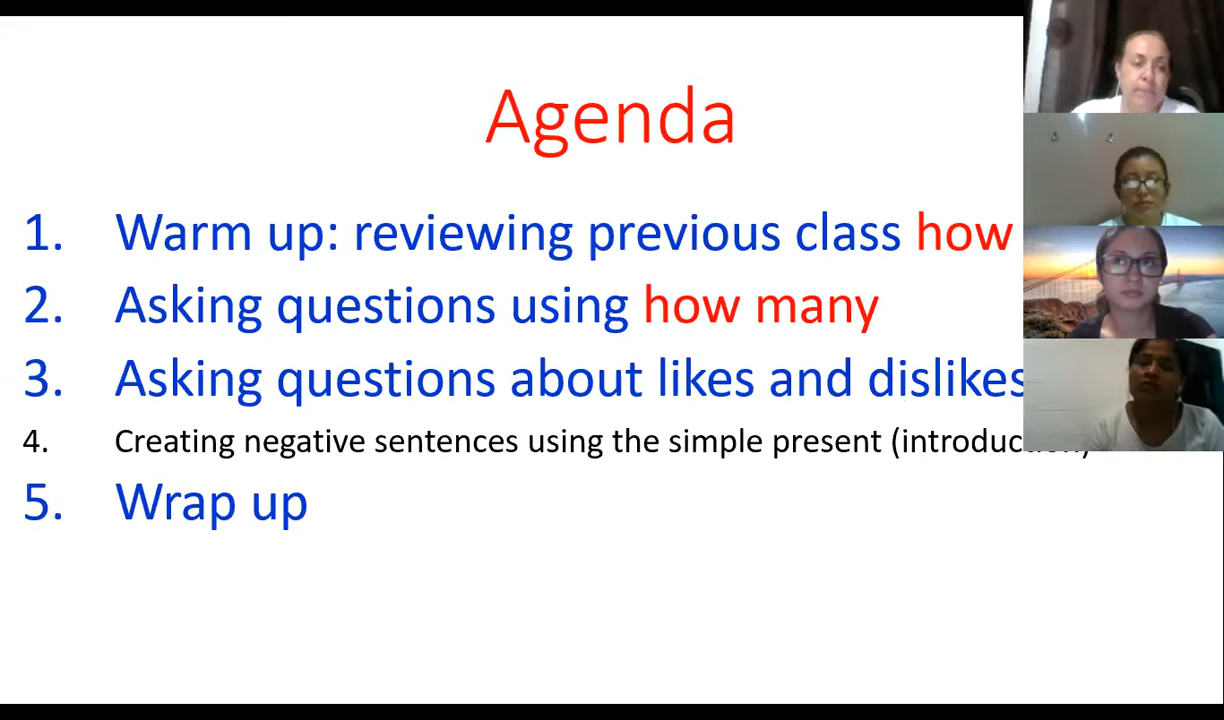 Agenda
1. Warm up: reviewing previous class how
2. Asking questions using how many
3. Asking questions about likes and dislikes
4. Creating negative sentences using the simple present (introduction)
5. Wrap up